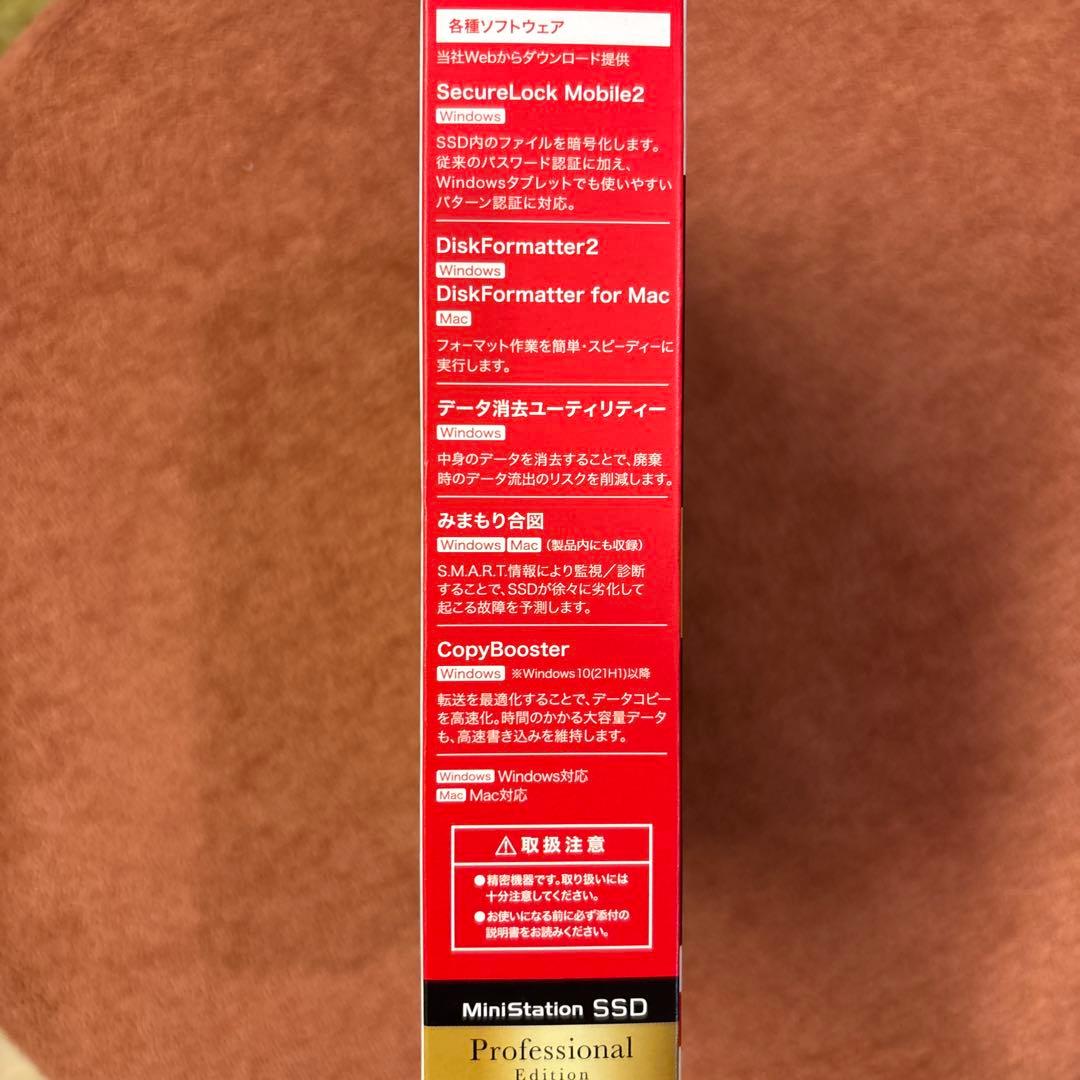 各種ソフトウェア
当社Webからダウンロード提供
SecureLock Mobile2
Windows
SSD内のファイルを暗号化します。
従来のパスワード認証に加え、
Windowsタブレットでも使いやすい
パターン認証に対応。
DiskFormatter2
Windows
DiskFormatter for Mac
Mac
フォーマット作業を簡単・スピーディーに
実行します。
データ消去ユーティリティー
Windows
中身のデータを消去することで、廃棄
時のデータ流出のリスクを削減します。
みまもり合図
Windows Mac (製品内にも収録)
S.M.A.R.T.情報により監視／診断
することで、SSDが徐々に劣化して
起こる故障を予測します。
CopyBooster
Windows ※Windows10(21H1)以降
転送を最適化することで、データコピー
を高速化。時間のかかる大容量データ
も、高速書き込みを維持します。
Windows Windows対応
Mac Mac対応
⚠取扱注意
●精密機器です。取り扱いには
十分注意してください。
●お使いになる前に必ず添付の
説明書をお読みください。
MiniStation SSD
Professional
Edition